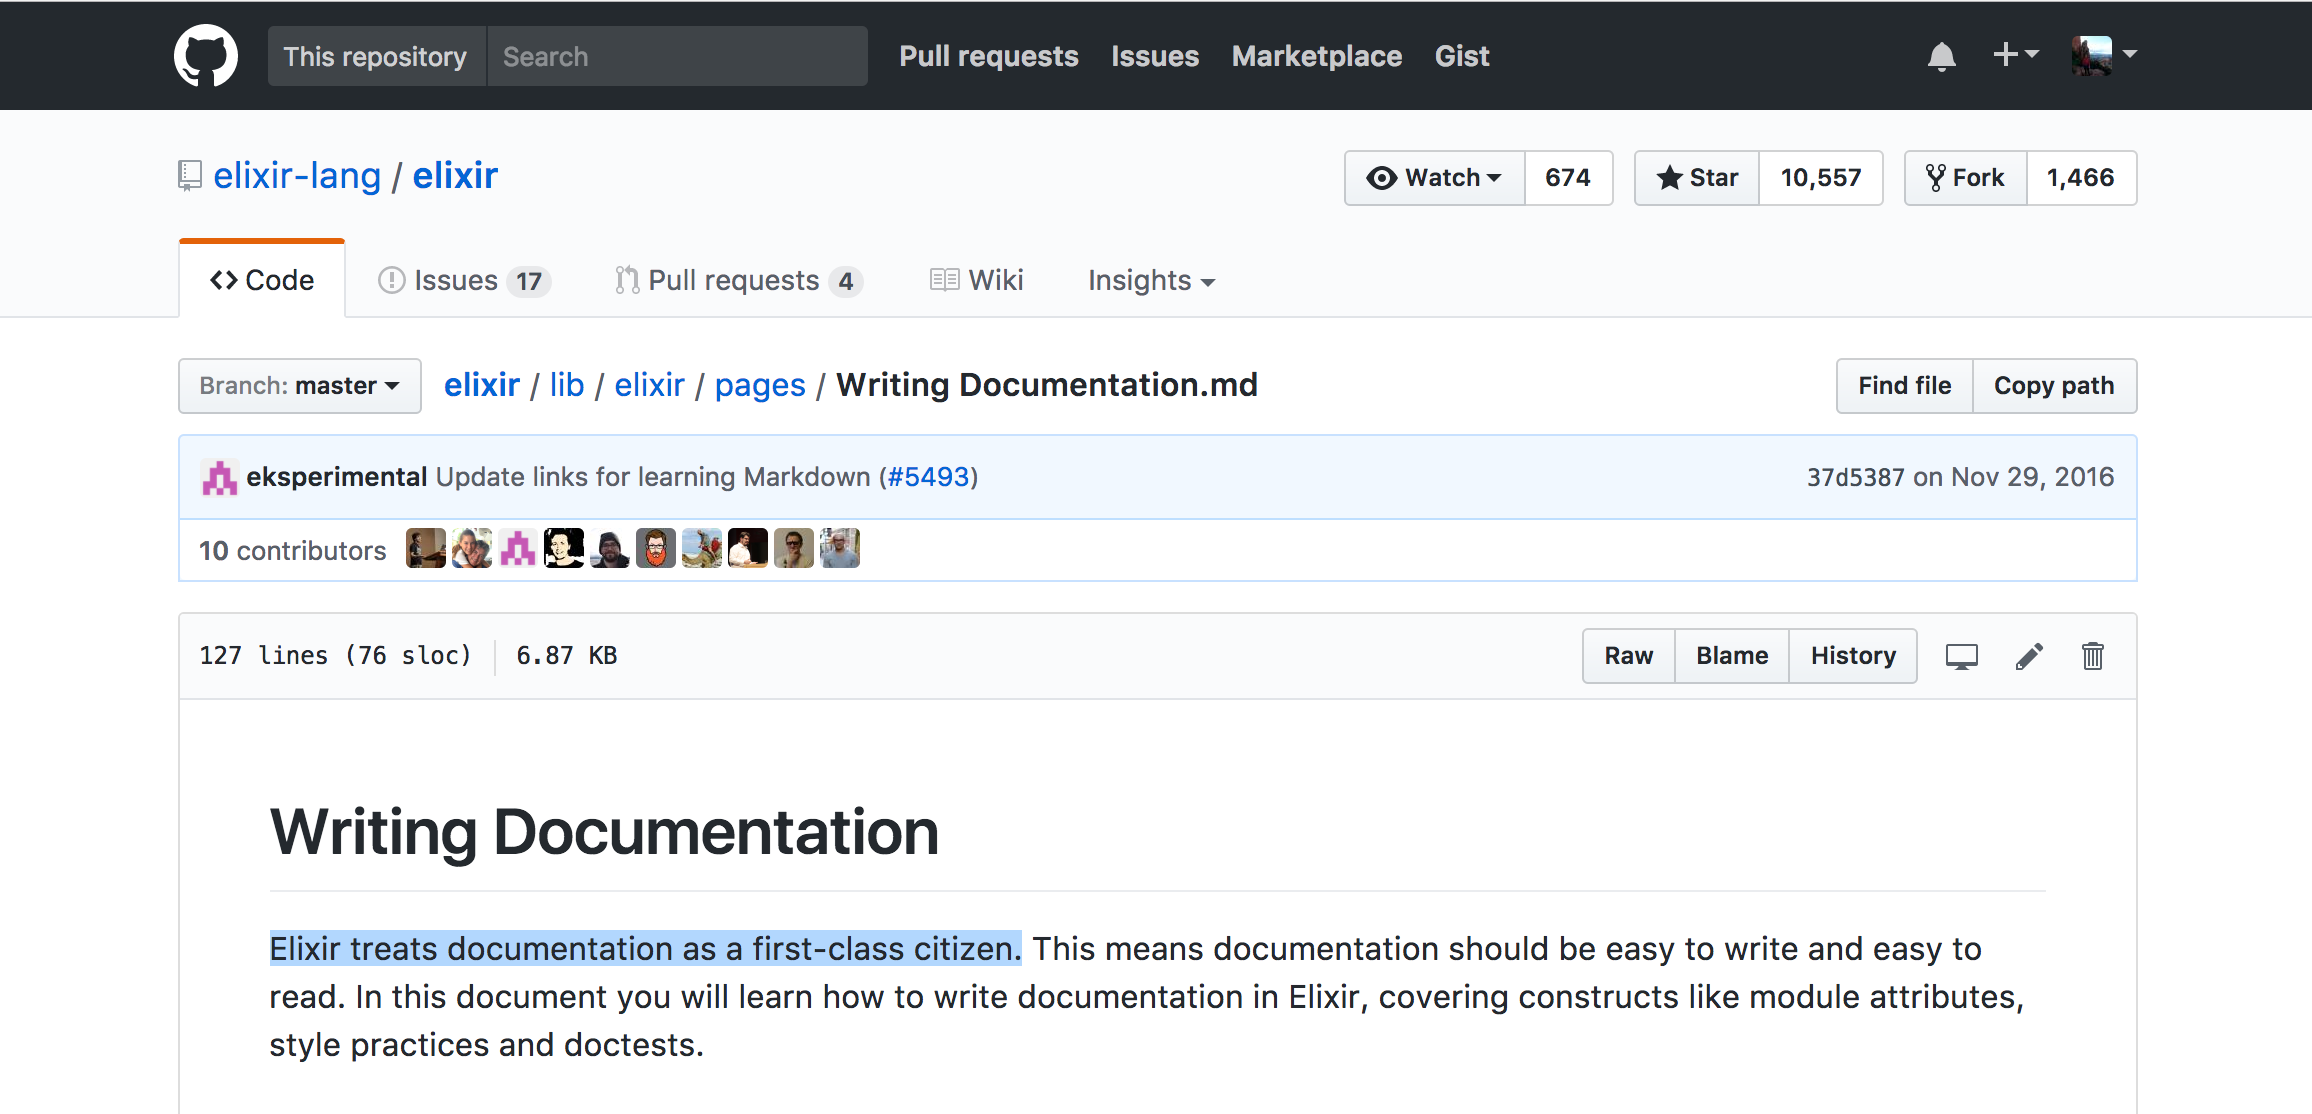 This repository Search Pull requests Issues Marketplace Gist
elixir-lang / elixir Watch 674 Star 10,557 Fork 1,466
Code Issues 17 Pull requests 4 Wiki Insights
Branch: master elixir / lib / elixir / pages / Writing Documentation.md Find file Copy path
eksperimental Update links for learning Markdown (#5493) 37d5387 on Nov 29, 2016
10 contributors
127 lines (76 sloc) 6.87 KB Raw Blame History
Writing Documentation
Elixir treats documentation as a first-class citizen. This means documentation should be easy to write and easy to
read. In this document you will learn how to write documentation in Elixir, covering constructs like module attributes,
style practices and doctests.